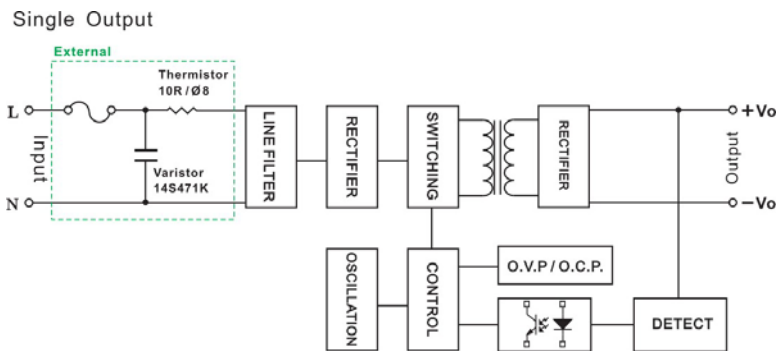 Single Output
External
Thermistor
10R/Ø8
L
Input
N
Varistor
14S471K
LINE FILTER
RECTIFIER
SWITCHING
RECTIFIER
+Vo
Output
−Vo
OSCILLATION
CONTROL
O.V.P/O.C.P.
DETECT